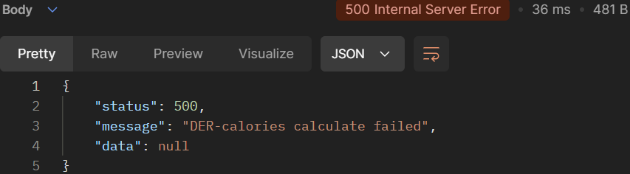 Body 500 Internal Server Error • 36 ms • 481 B
Pretty Raw Preview Visualize JSON
1 {
2 "status": 500,
3 "message": "DER-calories calculate failed",
4 "data": null
5 }